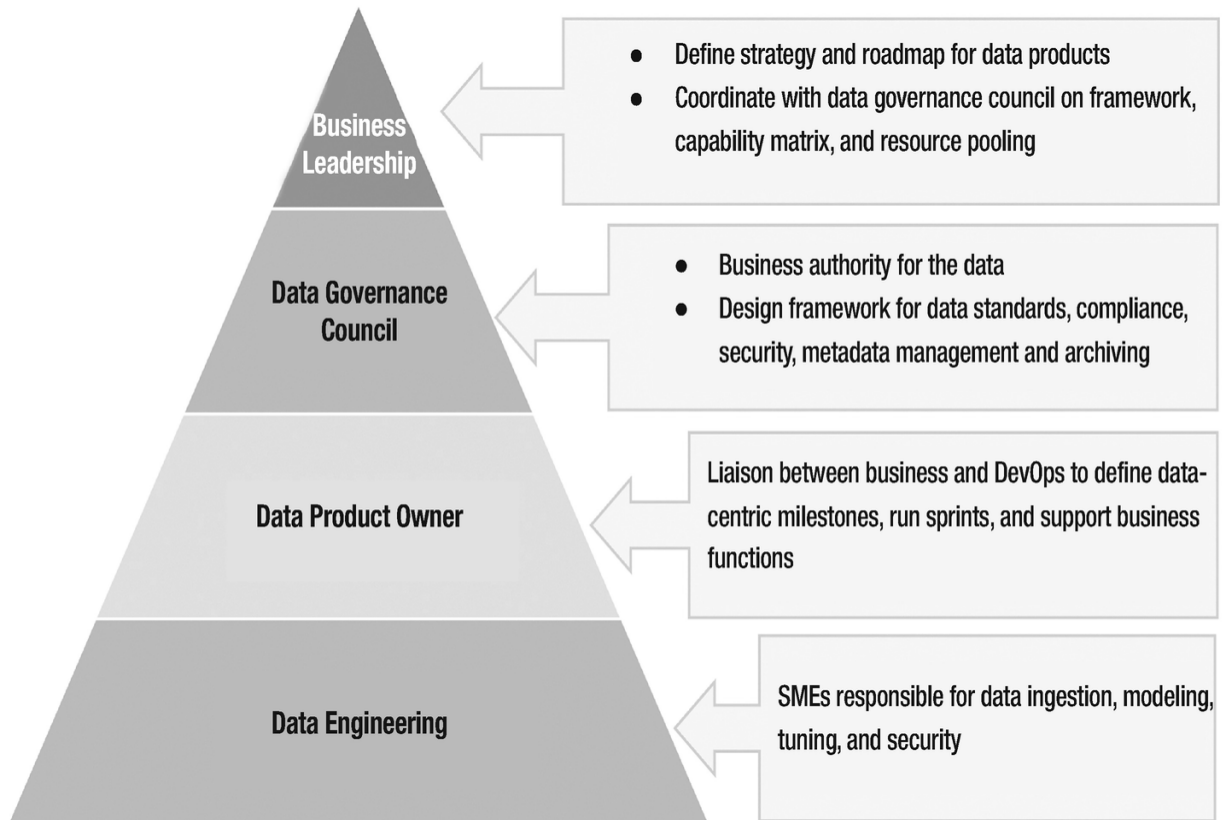 Business
Leadership
● Define strategy and roadmap for data products
● Coordinate with data governance council on framework,
capability matrix, and resource pooling
Data Governance
Council
● Business authority for the data
● Design framework for data standards, compliance,
security, metadata management and archiving
Data Product Owner
Liaison between business and DevOps to define data-
centric milestones, run sprints, and support business
functions
Data Engineering
SMEs responsible for data ingestion, modeling,
tuning, and security